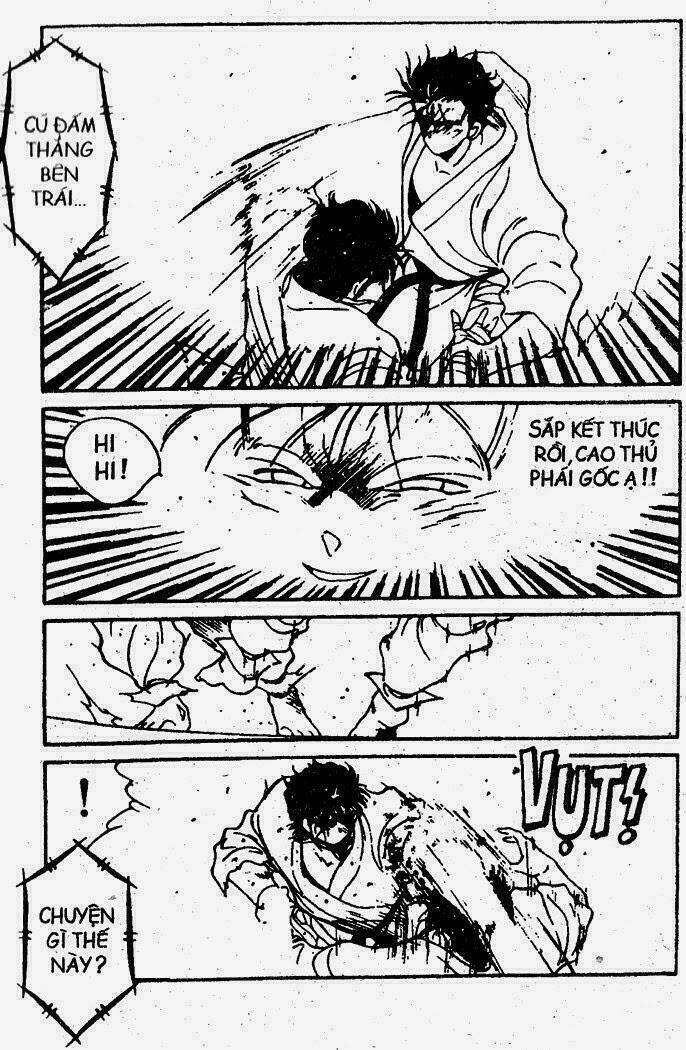 CÚ ĐẤM
THẲNG
BÊN
TRÁI...
HI
HI!
SẮP KẾT THÚC
RỒI, CAO THỦ
PHÁI GỐC Ạ!!
VỤT!
!
CHUYỆN
GÌ THẾ
NÀY?